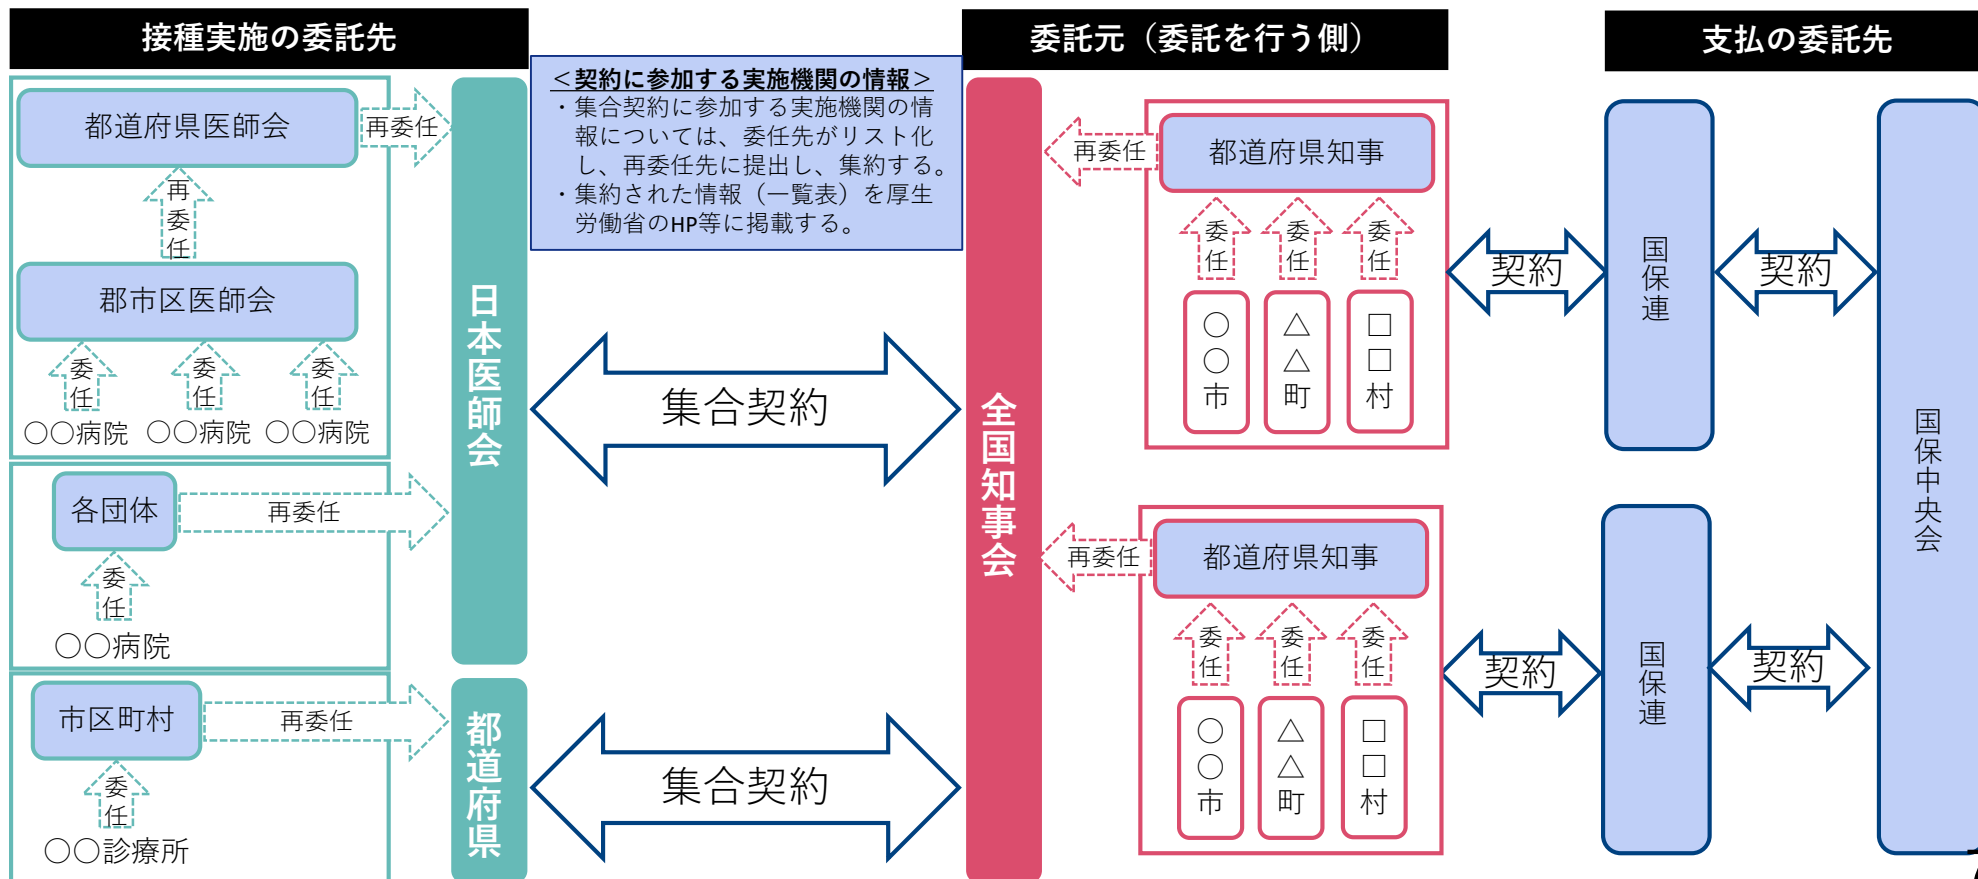 接種実施の委託先
都道府県医師会
再委任
再委任
郡市区医師会
委任
委任
委任
〇〇病院
〇〇病院
〇〇病院
各団体
再委任
委任
〇〇病院
市区町村
再委任
委任
〇〇診療所
日本医師会
都道府県
＜契約に参加する実施機関の情報＞
・集合契約に参加する実施機関の情
報については、委任先がリスト化
し、再委任先に提出し、集約する。
・集約された情報（一覧表）を厚生
労働省のHP等に掲載する。
集合契約
集合契約
委託元（委託を行う側）
全国知事会
再委任
都道府県知事
委任
委任
委任
〇〇市
△△町
□□村
再委任
都道府県知事
委任
委任
委任
〇〇市
△△町
□□村
支払の委託先
契約
国保連
契約
契約
国保連
契約
国保中央会